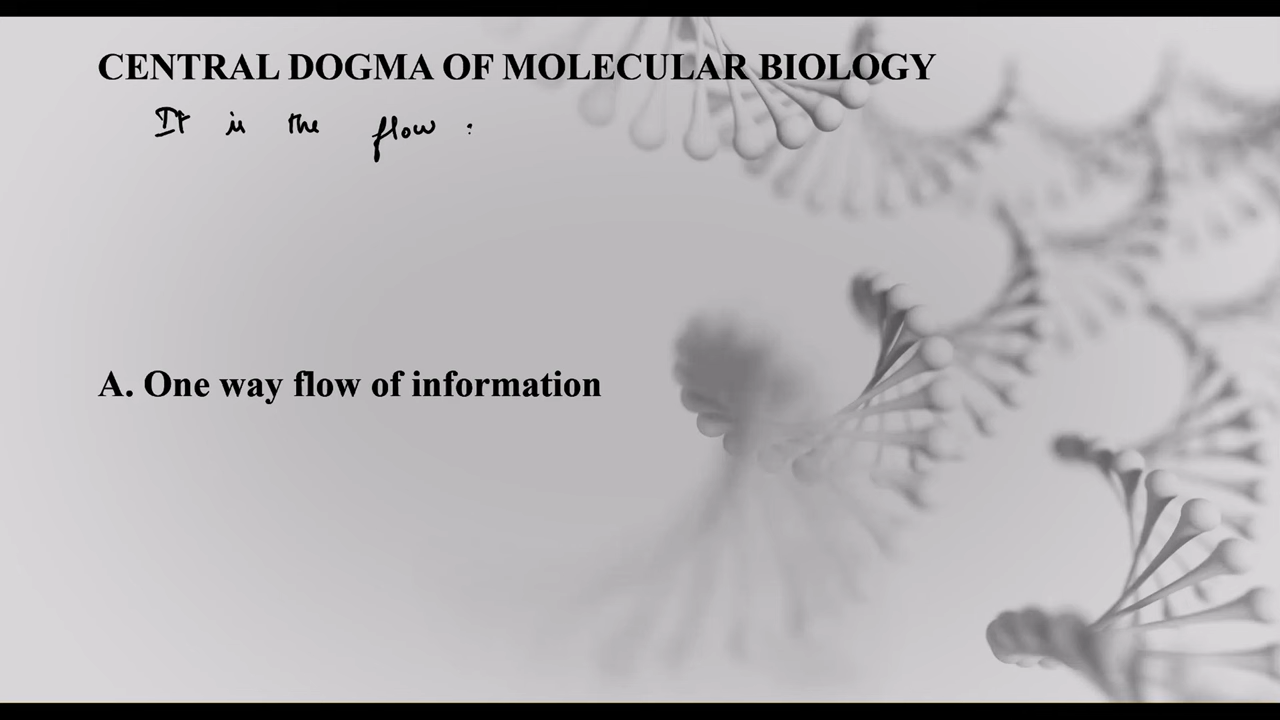 CENTRAL DOGMA OF MOLECULAR BIOLOGY
It is the flow
A. One way flow of information